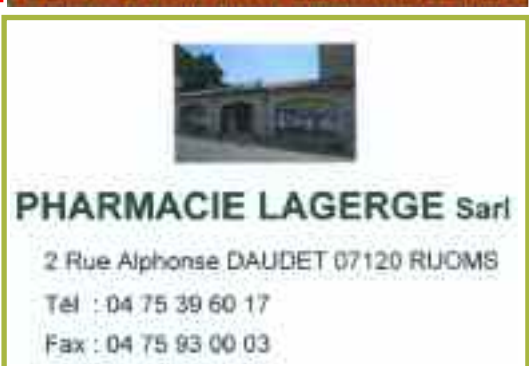 PHARMACIE LAGERGE Sarl
2 Rue Alphonse DAUDET 07120 RUOMS
Tél : 04 75 39 60 17
Fax : 04 75 93 00 03